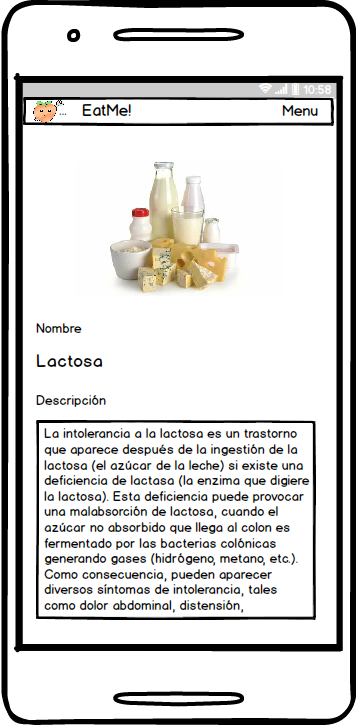 10:58
... EatMe! Menu
Nombre
Lactosa
Descripción
La intolerancia a la lactosa es un trastorno
que aparece después de la ingestión de la
lactosa (el azúcar de la leche) si existe una
deficiencia de lactasa (la enzima que digiere
la lactosa). Esta deficiencia puede provocar
una malabsorción de lactosa, cuando el
azúcar no absorbido que llega al colon es
fermentado por las bacterias colónicas
generando gases (hidrógeno, metano, etc.).
Como consecuencia, pueden aparecer
diversos síntomas de intolerancia, tales
como dolor abdominal, distensión,